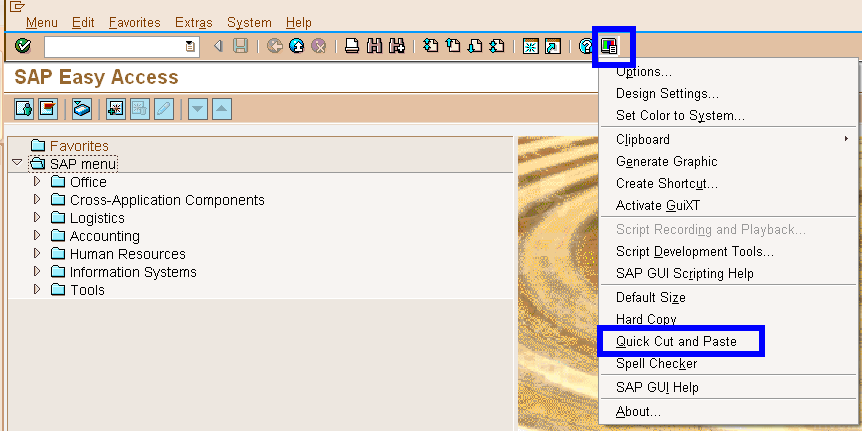 Menu Edit Favorites Extras System Help
SAP Easy Access
Favorites
SAP menu
Office
Cross-Application Components
Logistics
Accounting
Human Resources
Information Systems
Tools
Options...
Design Settings...
Set Color to System...
Clipboard
Generate Graphic
Create Shortcut...
Activate GuiXT
Script Recording and Playback...
Script Development Tools...
SAP GUI Scripting Help
Default Size
Hard Copy
Quick Cut and Paste
Spell Checker
SAP GUI Help
About...